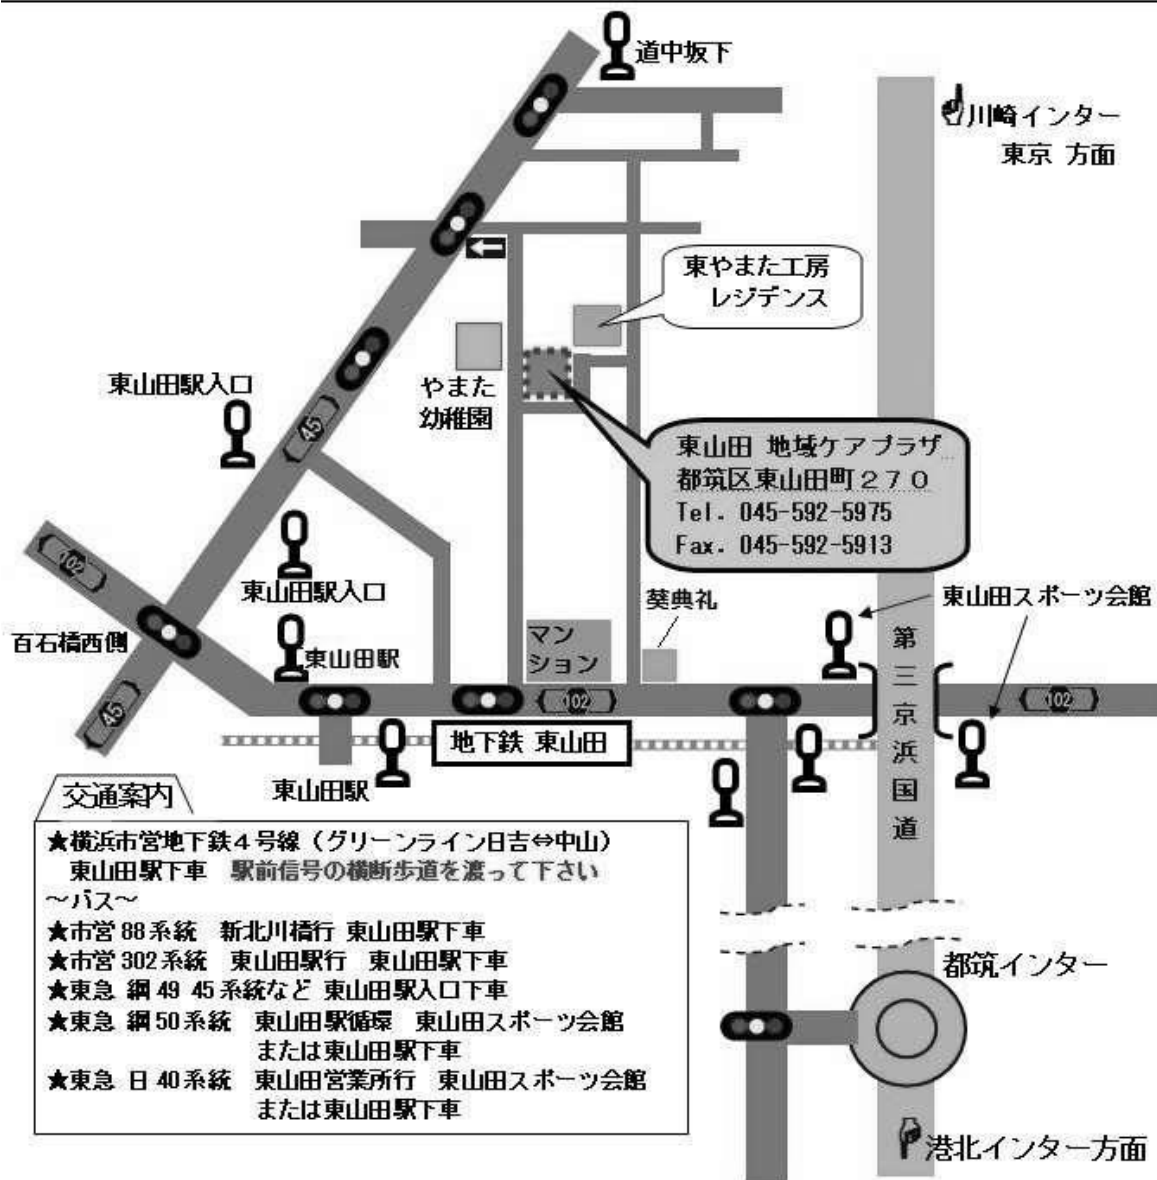 道中坂下
川崎インター
東京 方面
東やまた工房
レジデンス
東山田駅入口
やまた
幼稚園
45
東山田 地域ケアプラザ
都筑区東山田町270
Tel. 045-592-5975
Fax. 045-592-5913
102
東山田駅入口
葵典礼
東山田スポーツ会館
百石橋西側
東山田駅
マン
ション
第三京浜国道
45
102
102
地下鉄 東山田
東山田駅
交通案内
★横浜市営地下鉄4号線(グリーンライン日吉⇔中山)
東山田駅下車 駅前信号の横断歩道を渡って下さい
~バス~
★市営88系統 新北川橋行 東山田駅下車
★市営302系統 東山田駅行 東山田駅下車
★東急 綱49 45系統など 東山田駅入口下車
★東急 綱50系統 東山田駅循環 東山田スポーツ会館
または東山田駅下車
★東急 日40系統 東山田営業所行 東山田スポーツ会館
または東山田駅下車
都筑インター
港北インター方面